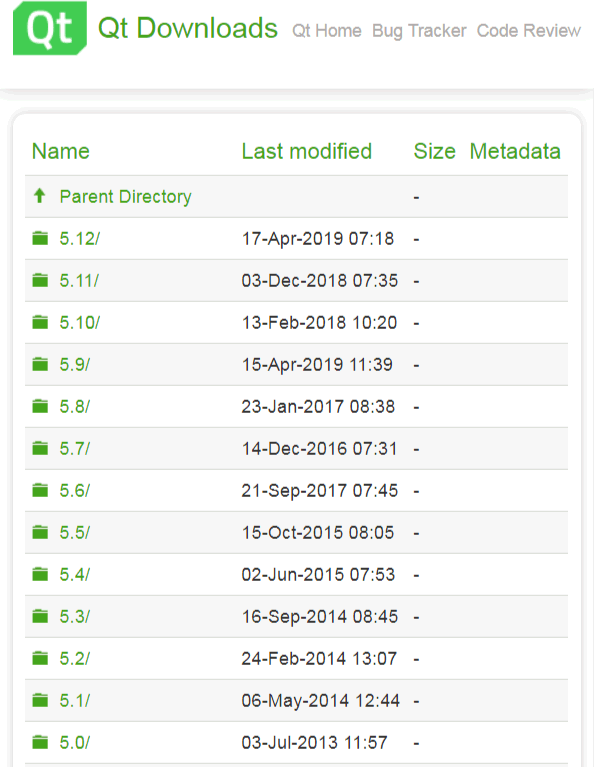 Qt Qt Downloads Qt Home Bug Tracker Code Review
Name Last modified Size Metadata
Parent Directory -
5.12/ 17-Apr-2019 07:18 -
5.11/ 03-Dec-2018 07:35 -
5.10/ 13-Feb-2018 10:20 -
5.9/ 15-Apr-2019 11:39 -
5.8/ 23-Jan-2017 08:38 -
5.7/ 14-Dec-2016 07:31 -
5.6/ 21-Sep-2017 07:45 -
5.5/ 15-Oct-2015 08:05 -
5.4/ 02-Jun-2015 07:53 -
5.3/ 16-Sep-2014 08:45 -
5.2/ 24-Feb-2014 13:07 -
5.1/ 06-May-2014 12:44 -
5.0/ 03-Jul-2013 11:57 -